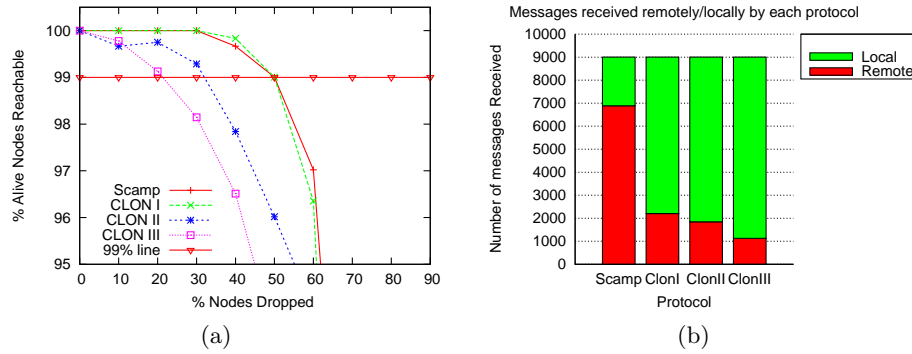 % Alive Nodes Reachable
100
99
98
97
96
95
Scamp
CLON I
CLON II
CLON III
99% line
0 10 20 30 40 50 60 70 80 90
% Nodes Dropped
(a)
Messages received remotely/locally by each protocol
Number of messages Received
10000
9000
8000
7000
6000
5000
4000
3000
2000
1000
0
Local
Remote
Scamp ClonI ClonII ClonIII
Protocol
(b)